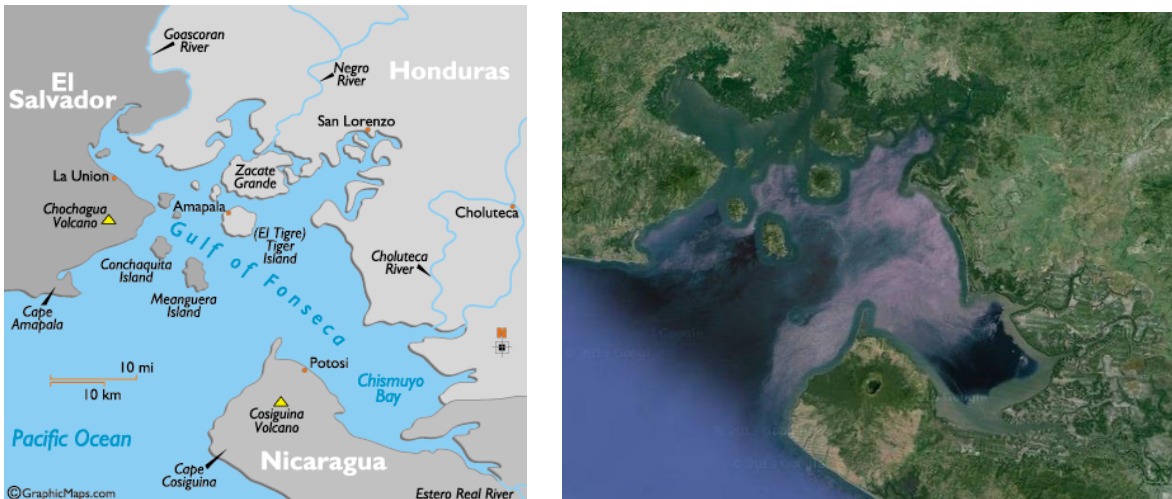 Goascoran
River
El
Salvador
Negro
River
Honduras
San Lorenzo
La Union
Zacate
Grande
Amapala
Chochagua
Volcano
Choluteca
(El Tigre)
Tiger
Island
Gulf of Fonseca
Conchaquita
Island
Choluteca
River
Meanguera
Island
Cape
Amapala
N
10 mi
10 km
Potosi
Chismuyo
Bay
Cosiguina
Volcano
Pacific Ocean
Nicaragua
Cape
Cosiguina
©GraphicMaps.com
Estero Real River